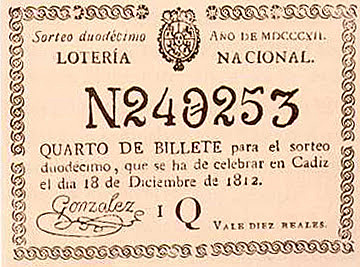 Sorteo duodécimo AÑO DE MDCCCXII.
LOTERÍA NACIONAL.
N240253
QUARTO DE BILLETE para el sorteo
duodécimo, que se ha de celebrar en Cadiz
el dia 18 de Diciembre de 1812.
Gonzalez I Q VALE DIEZ REALES.